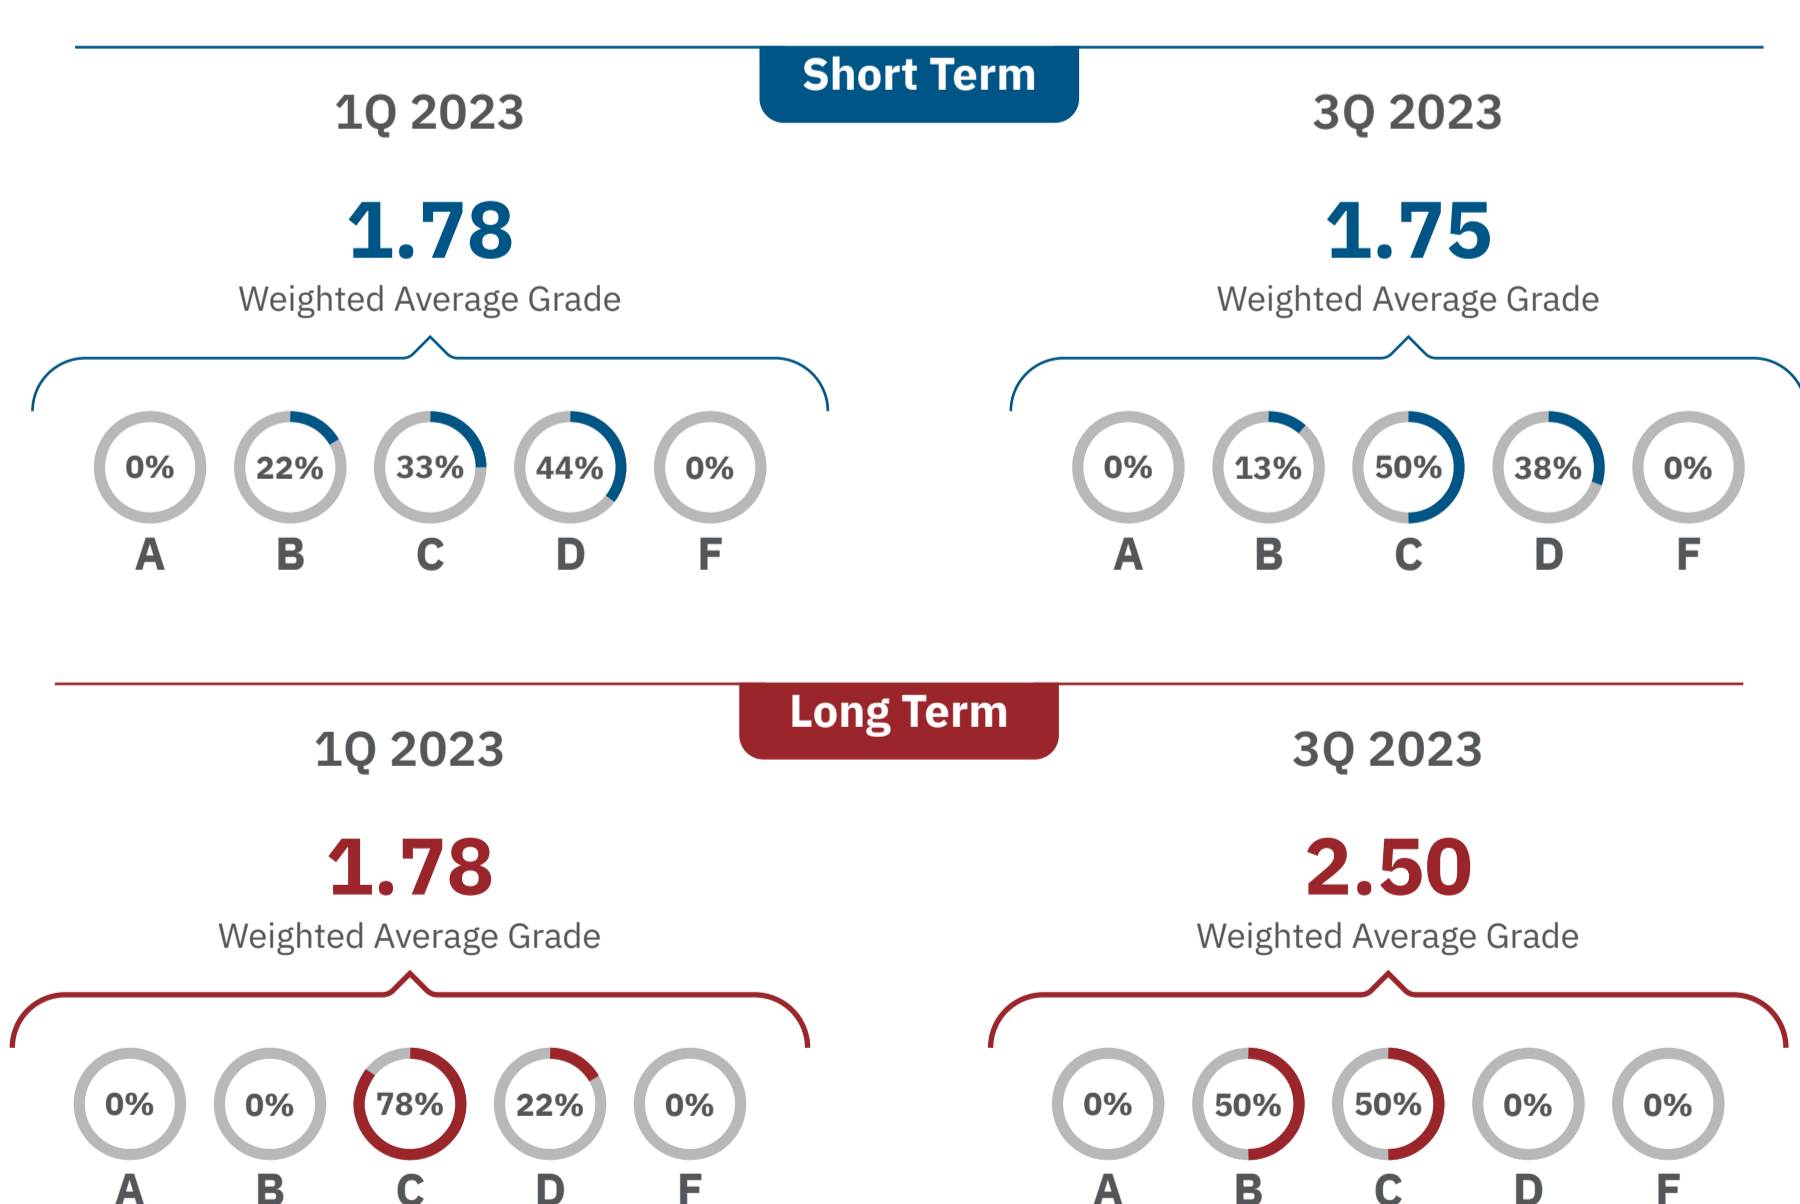 Short Term
1Q 2023
3Q 2023
1.78
1.75
Weighted Average Grade
Weighted Average Grade
0% 22% 33% 44% 0%
0% 13% 50% 38% 0%
A B C D F
A B C D F
Long Term
1Q 2023
3Q 2023
1.78
2.50
Weighted Average Grade
Weighted Average Grade
0% 0% 78% 22% 0%
0% 50% 50% 0% 0%
A B C D F
A B C D F